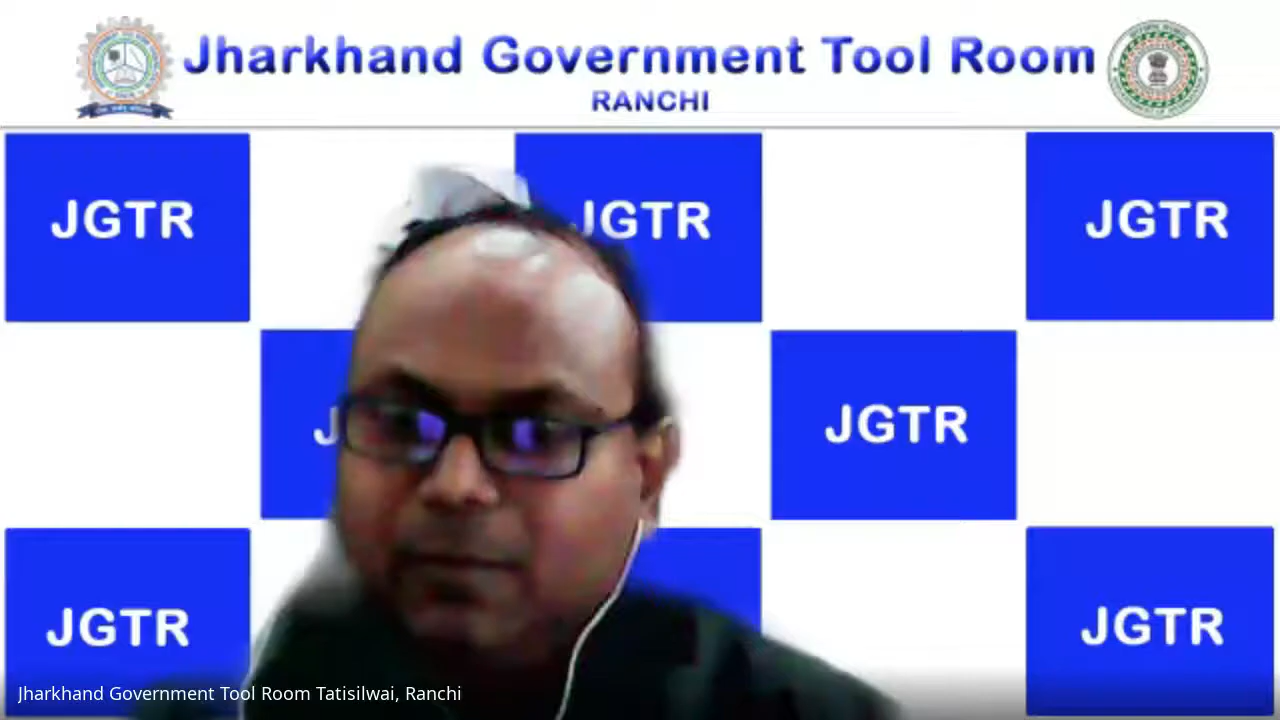 Jharkhand Government Tool Room
RANCHI
JGTR
JGTR
JGTR
J
JGTR
JGTR
JGTR
Jharkhand Government Tool Room Tatisilwai, Ranchi